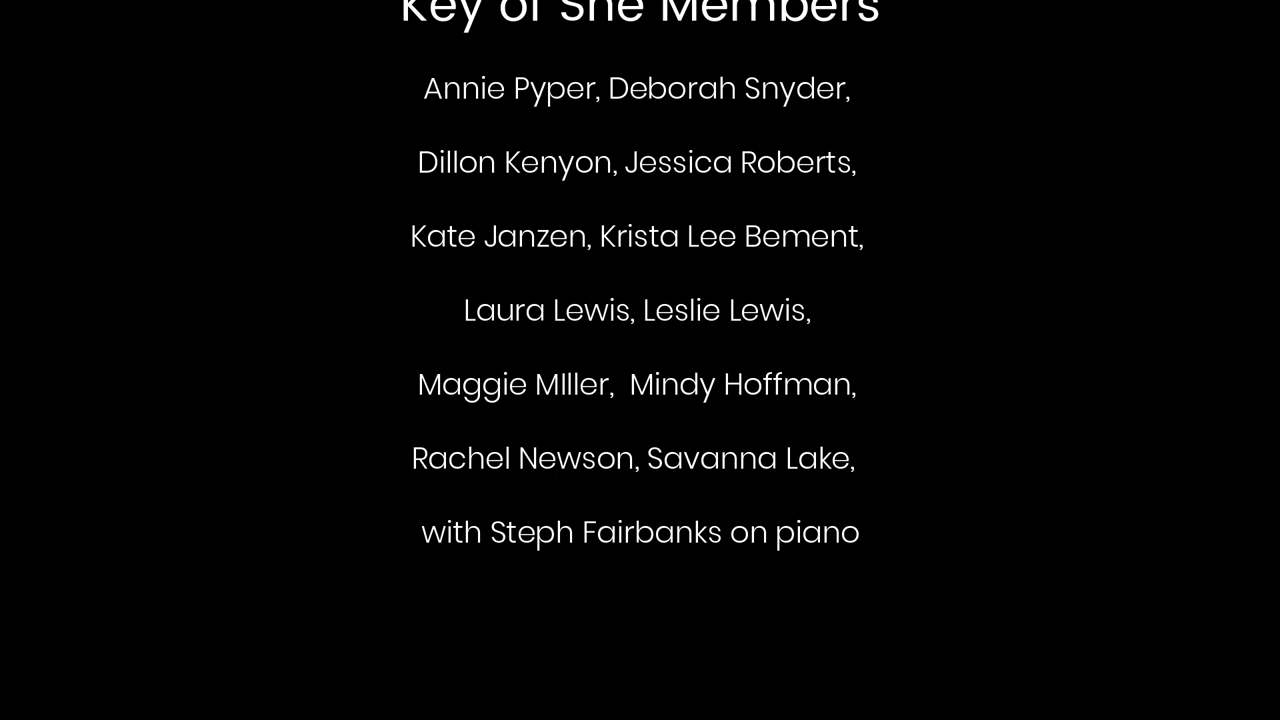 Key of She Members
Annie Pyper, Deborah Snyder,
Dillon Kenyon, Jessica Roberts,
Kate Janzen, Krista Lee Bement,
Laura Lewis, Leslie Lewis,
Maggie MIller,  Mindy Hoffman,
Rachel Newson, Savanna Lake,
with Steph Fairbanks on piano